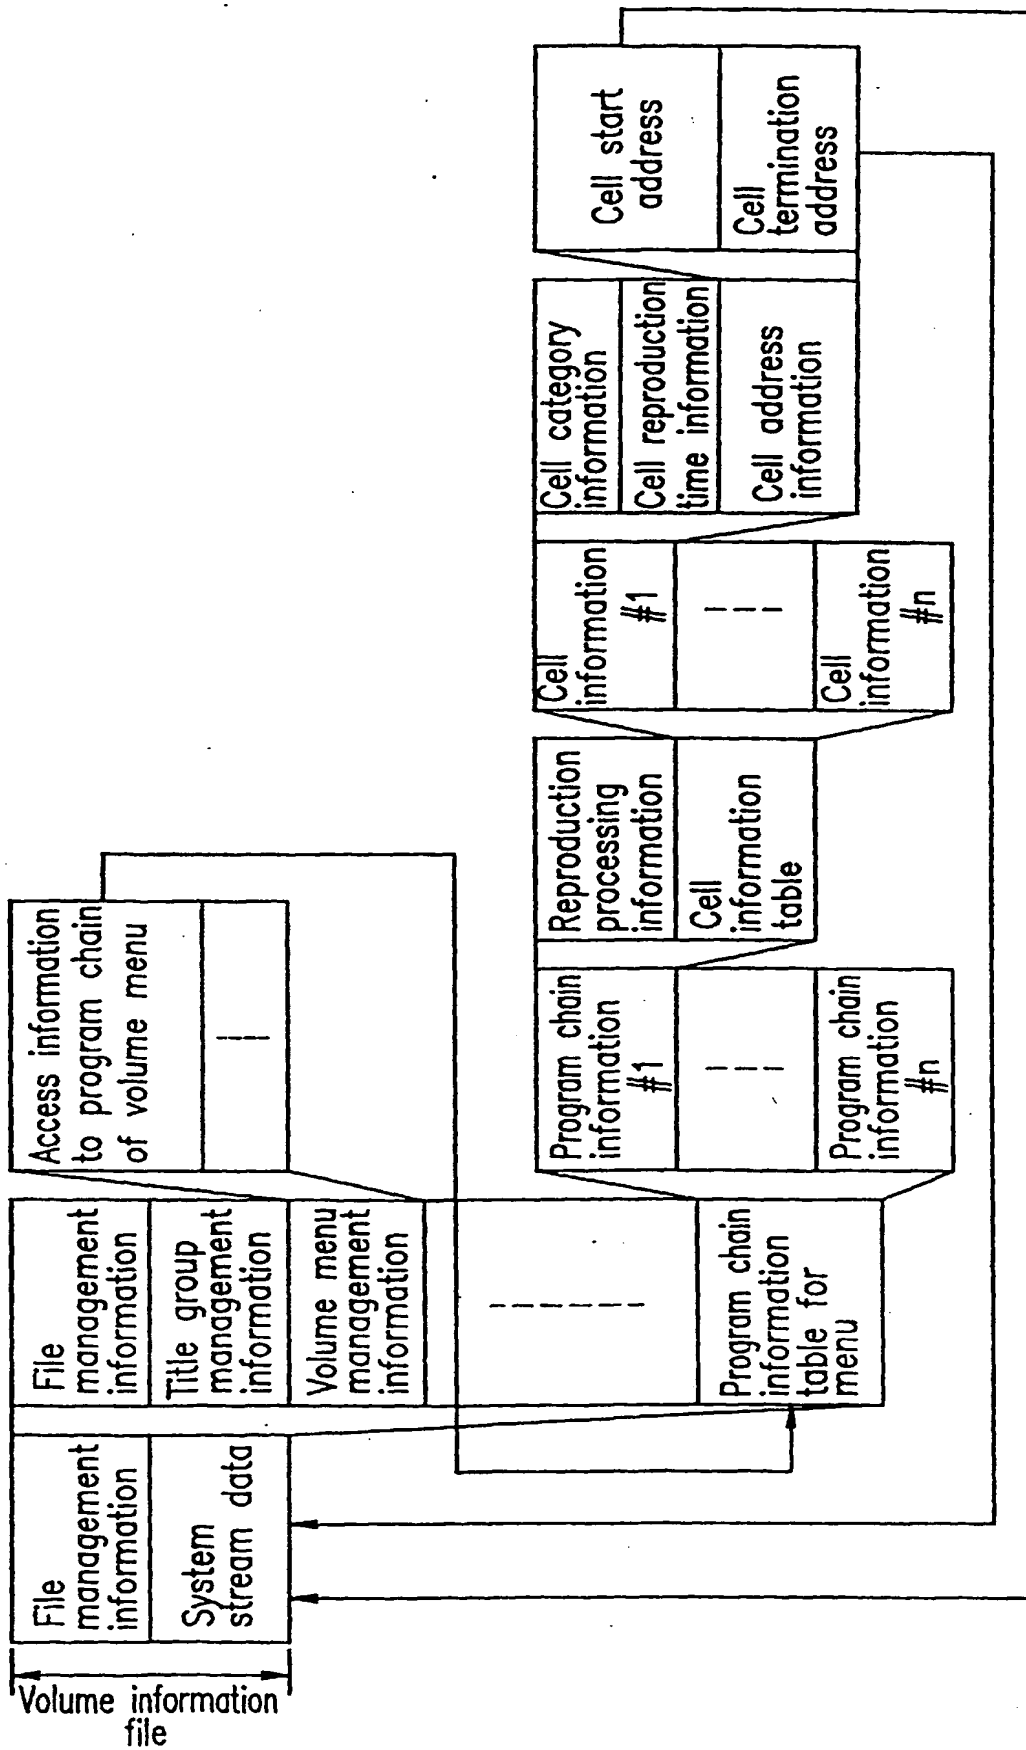 Volume information
file
File
management
information
System
stream data
File
management
information
Title group
management
information
Volume menu
management
information
Program chain
information
table for
menu
Access information
to program chain
of volume menu
Program chain
information
#1
Program chain
information
#n
Reproduction
processing
information
Cell
information
table
Cell
information
#1
Cell
information
#n
Cell category
information
Cell reproduction
time information
Cell address
information
Cell start
address
Cell
termination
address